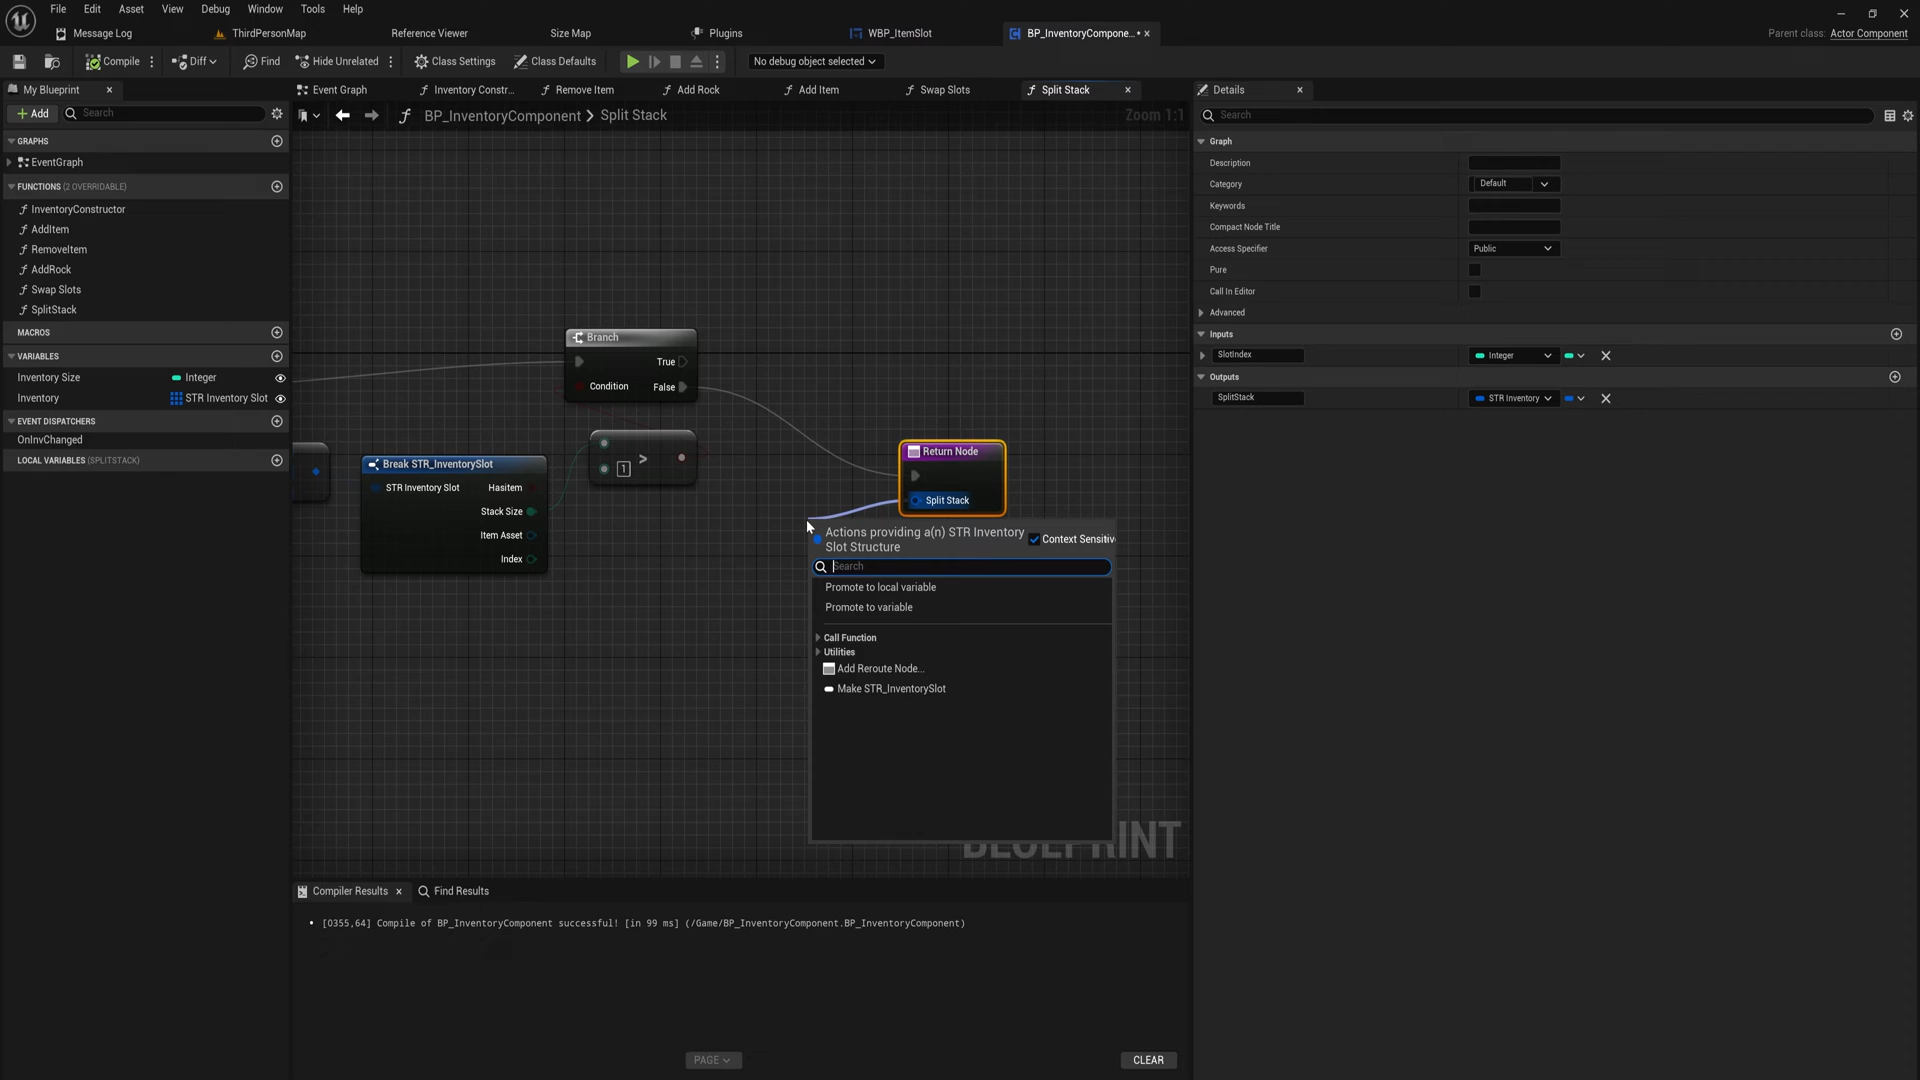 File Edit Asset View Debug Window Tools Help
Message Log ThirdPersonMap Reference Viewer Size Map Plugins WBP_ItemSlot BP_InventoryCompone... Parent class: Actor Component
Compile Diff Find Hide Unrelated Class Settings Class Defaults No debug object selected
My Blueprint
Event Graph Inventory Constr... Remove Item Add Rock Add Item Swap Slots Split Stack
Details
Add Search
BP_InventoryComponent > Split Stack Zoom 1:1
Search
GRAPHS
EventGraph
FUNCTIONS (2 OVERRIDABLE)
InventoryConstructor
AddItem
RemoveItem
AddRock
Swap Slots
SplitStack
MACROS
VARIABLES
Inventory Size Integer
Inventory STR Inventory Slot
EVENT DISPATCHERS
OnInvChanged
LOCAL VARIABLES (SPLITSTACK)
Branch
True
Condition False
1 >
Break STR_InventorySlot
STR Inventory Slot Hasitem
Stack Size
Item Asset
Index
Return Node
Split Stack
Actions providing a(n) STR Inventory
Slot Structure
Context Sensitiv
Search
Promote to local variable
Promote to variable
Call Function
Utilities
Add Reroute Node...
Make STR_InventorySlot
BLUEPRINT
Graph
Description
Category Default
Keywords
Compact Node Title
Access Specifier Public
Pure
Call In Editor
Advanced
Inputs
SlotIndex Integer
Outputs
SplitStack STR Inventory
Compiler Results Find Results
[0355,64] Compile of BP_InventoryComponent successful! [in 99 ms] (/Game/BP_InventoryComponent.BP_InventoryComponent)
PAGE CLEAR